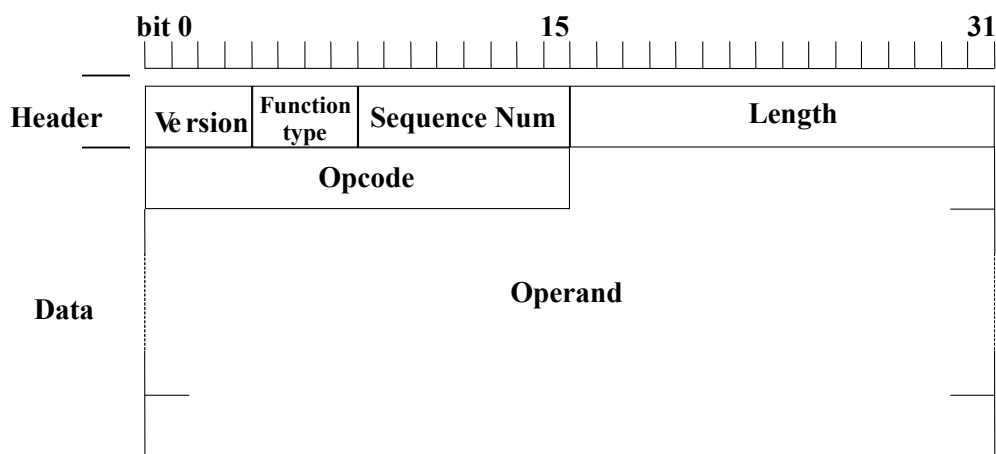 bit 0 15 31
Header Version Function type Sequence Num Length
Opcode
Operand
Data